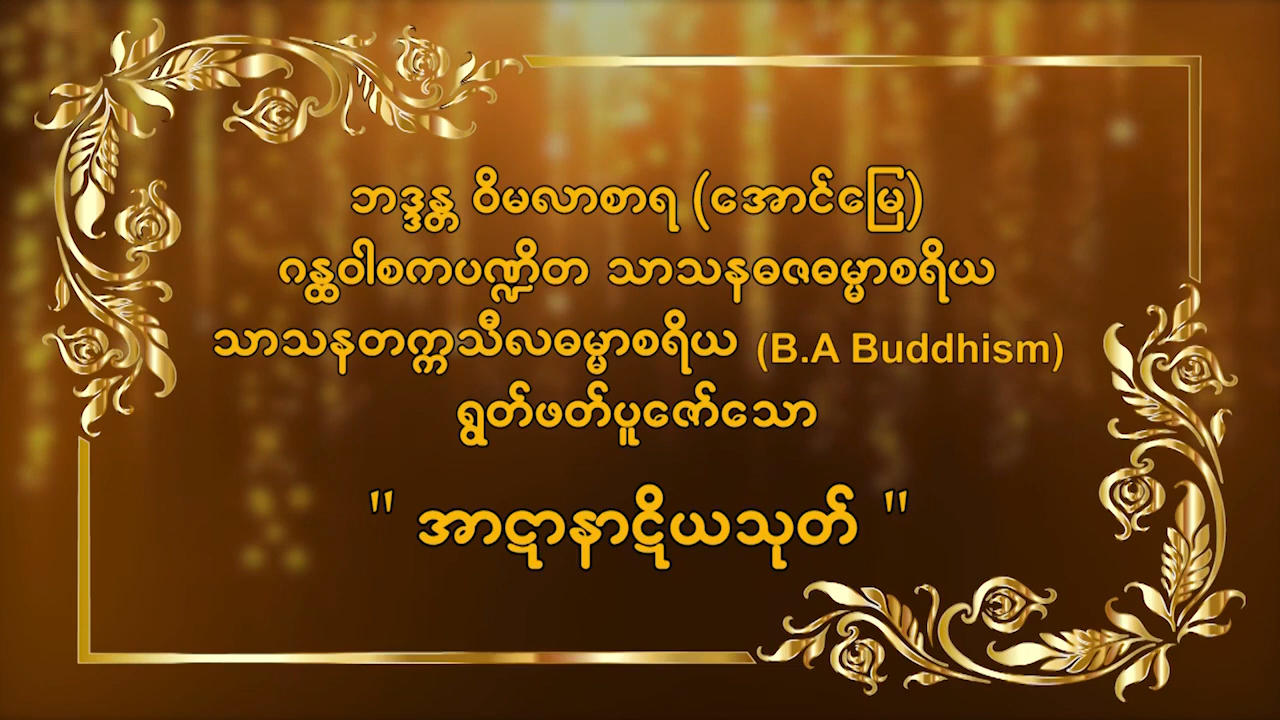 ဘဒ္ဒန္တ ဝိမလာစာရ (အောင်မြေ)
ဂန္ထဝါစကပဏ္ဍိတ သာသနဓဇဓမ္မာစရိယ
သာသနတက္ကသီလဓမ္မာစရိယ (B.A Buddhism)
ရွတ်ဖတ်ပူဇော်သော
" အာဋာနာဋိယသုတ် "